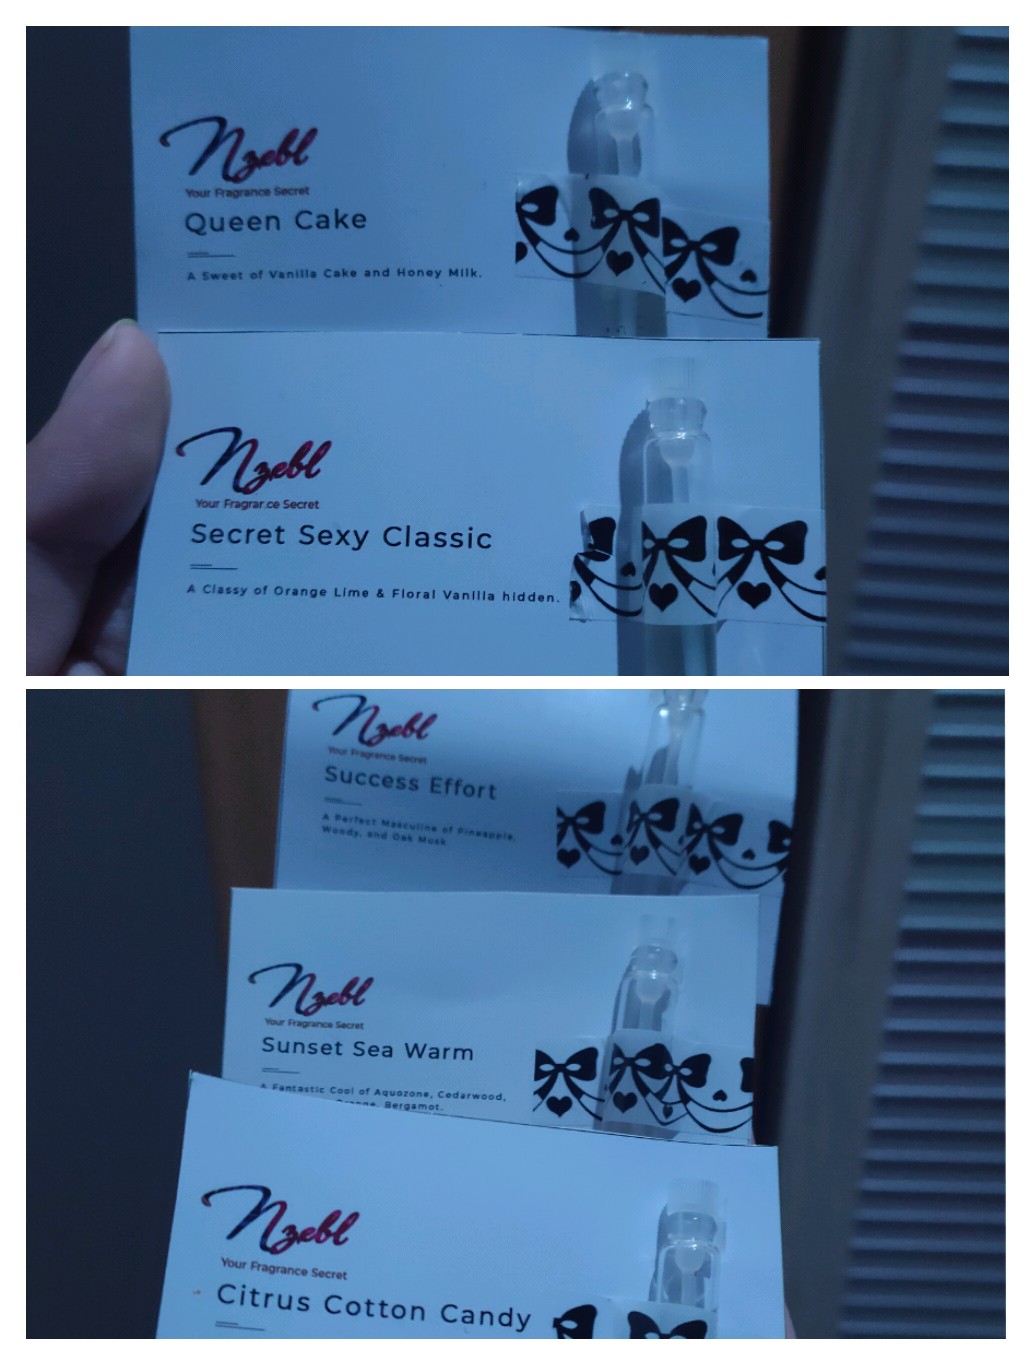 Nzebl
Your Fragrance Secret
Queen Cake
A Sweet of Vanilla Cake and Honey Milk.
Nzebl
Your Fragrance Secret
Secret Sexy Classic
A Classy of Orange Lime & Floral Vanilla hidden.
Nzebl
Your Fragrance Secret
Success Effort
A Perfect Masculine of Pineapple,
Woody, and Oak Musk
Nzebl
Your Fragrance Secret
Sunset Sea Warm
A Fantastic Cool of Aquozone, Cedarwood,
Orange, Bergamot.
Nzebl
Your Fragrance Secret
Citrus Cotton Candy